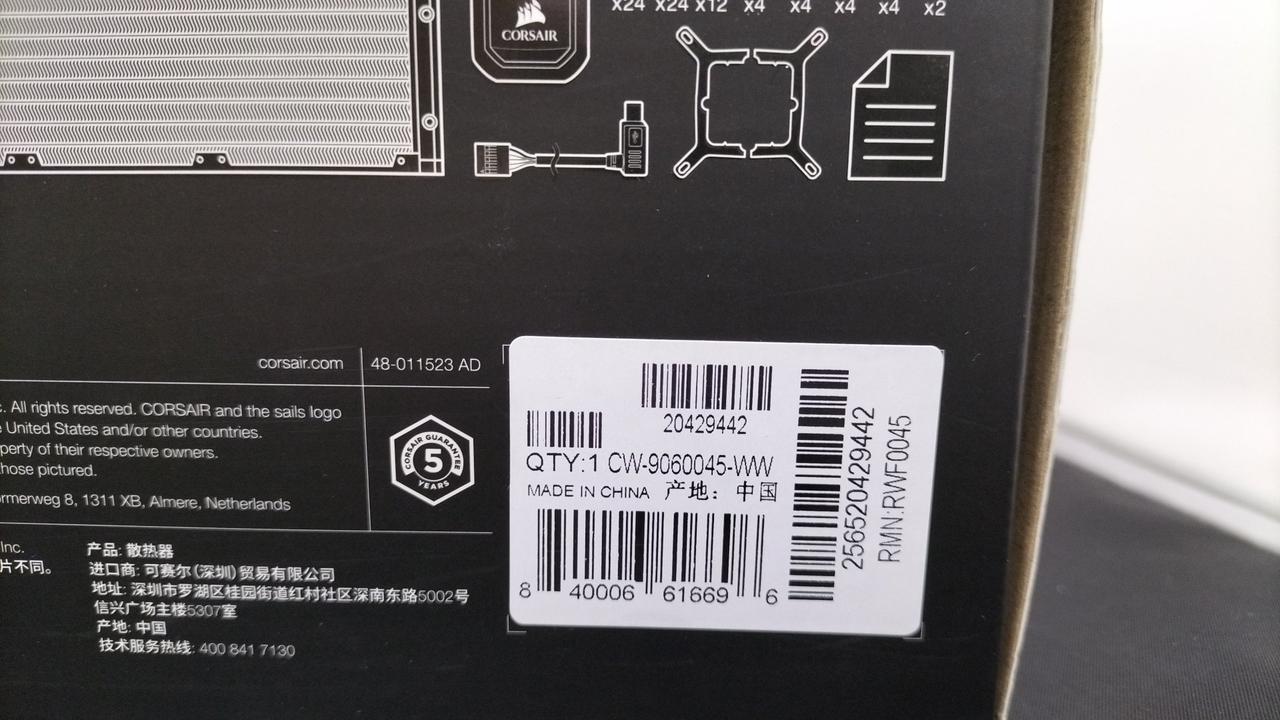 x24 x24 x12 x4 x4 x4 x4 x2
CORSAIR
corsair.com
48-011523 AD
. All rights reserved. CORSAIR and the sails logo
United States and/or other countries.
perty of their respective owners.
hose pictured.
ormerweg 8, 1311 XB, Almere, Netherlands
CORSAIR GUARANTEE
5
YEARS
Inc.
片不同。
产品: 散热器
进口商: 可赛尔(深圳)贸易有限公司
地址: 深圳市罗湖区桂园街道红村社区深南东路5002号
信兴广场主楼5307室
产地: 中国
技术服务热线: 400 841 7130
20429442
QTY:1 CW-9060045-WW
MADE IN CHINA 产地: 中国
8 40006 61669 6
256520429442
RMN:RWF0045